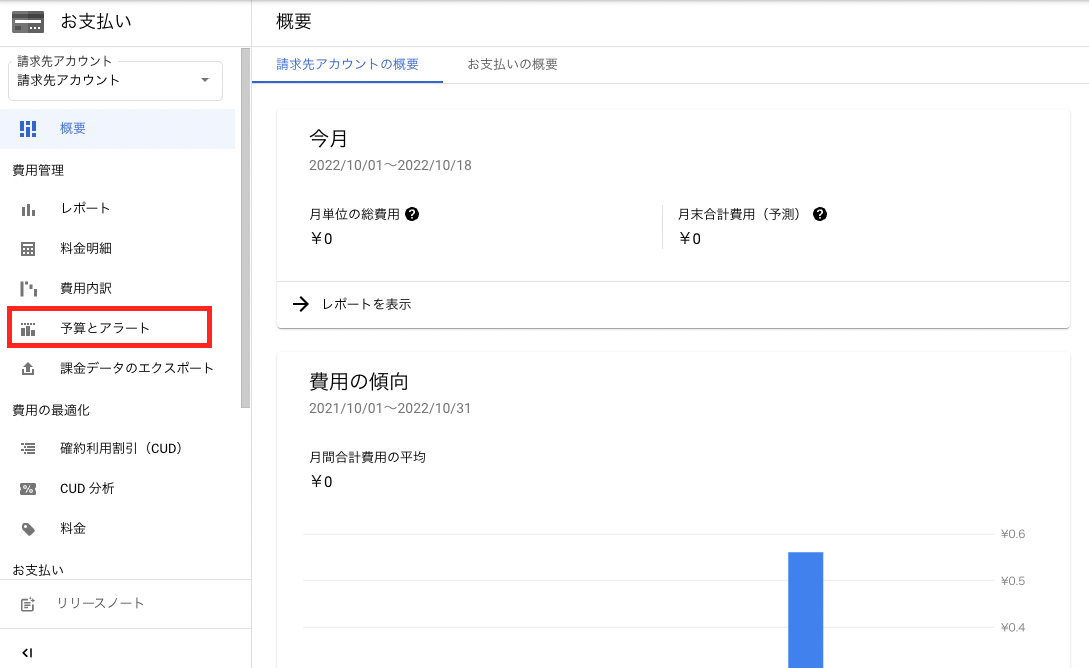 お支払い
請求先アカウント
請求先アカウント
概要
費用管理
レポート
料金明細
費用内訳
予算とアラート
課金データのエクスポート
費用の最適化
確約利用割引（CUD）
CUD 分析
料金
お支払い
リリースノート
概要
請求先アカウントの概要
お支払いの概要
今月
2022/10/01～2022/10/18
月単位の総費用
￥0
月末合計費用（予測）
￥0
レポートを表示
費用の傾向
2021/10/01～2022/10/31
月間合計費用の平均
￥0
¥0.6
¥0.5
¥0.4